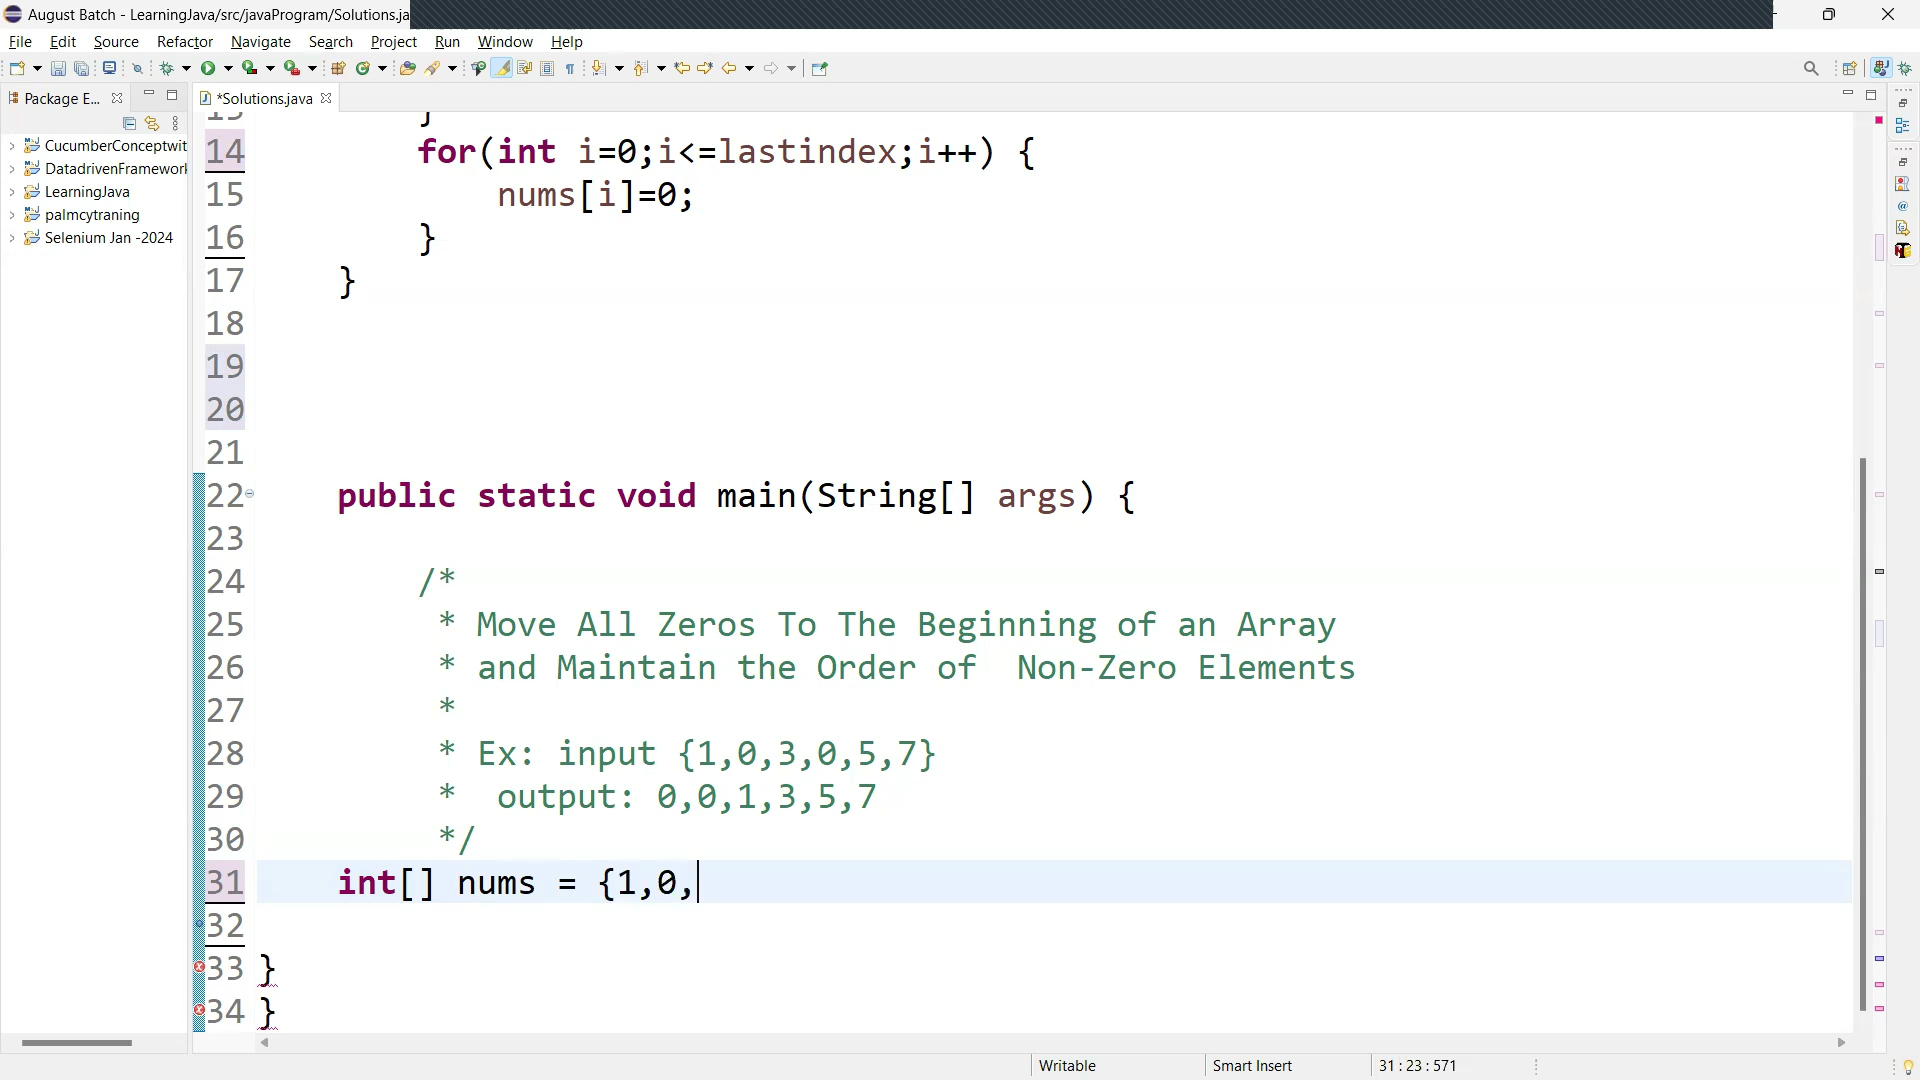 August Batch - LearningJava/src/javaProgram/Solutions.ja
File Edit Source Refactor Navigate Search Project Run Window Help
Package E...
*Solutions.java
CucumberConceptwit
DatadrivenFramework
LearningJava
palmcytraning
Selenium Jan -2024
}
14 for(int i=0;i<=lastindex;i++) {
15 nums[i]=0;
16 }
17 }
18
19
20
21
22 public static void main(String[] args) {
23
24 /*
25 * Move All Zeros To The Beginning of an Array
26 * and Maintain the Order of  Non-Zero Elements
27 *
28 * Ex: input {1,0,3,0,5,7}
29 *  output: 0,0,1,3,5,7
30 */
31 int[] nums = {1,0,
32
33 }
34 }
Writable Smart Insert 31 : 23 : 571